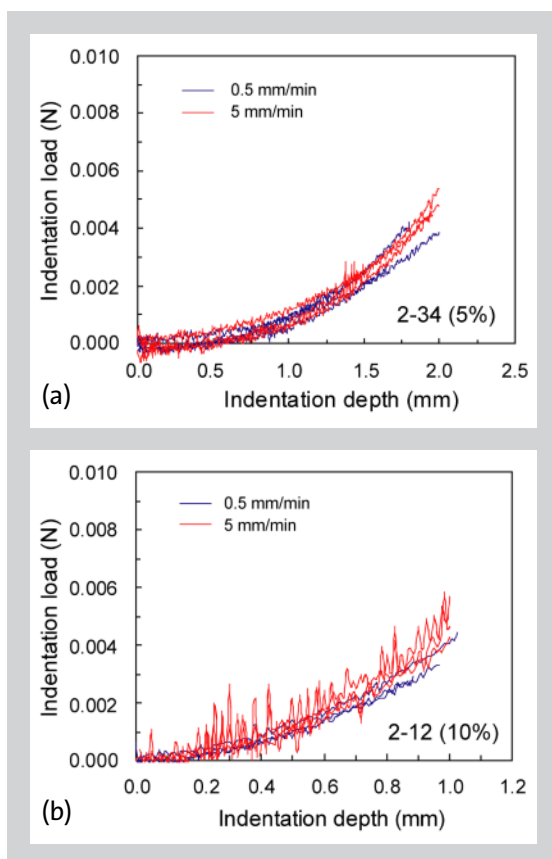 0.010
0.5 mm/min
0.008
5 mm/min
0.006
Indentation load (N)
0.004
0.002
2-34 (5%)
0.000
0.0 0.5 1.0 1.5 2.0 2.5
(a)
Indentation depth (mm)
0.010
0.5 mm/min
5 mm/min
0.008
0.006
Indentation load (N)
0.004
0.002
2-12 (10%)
0.000
0.0 0.2 0.4 0.6 0.8 1.0 1.2
(b)
Indentation depth (mm)